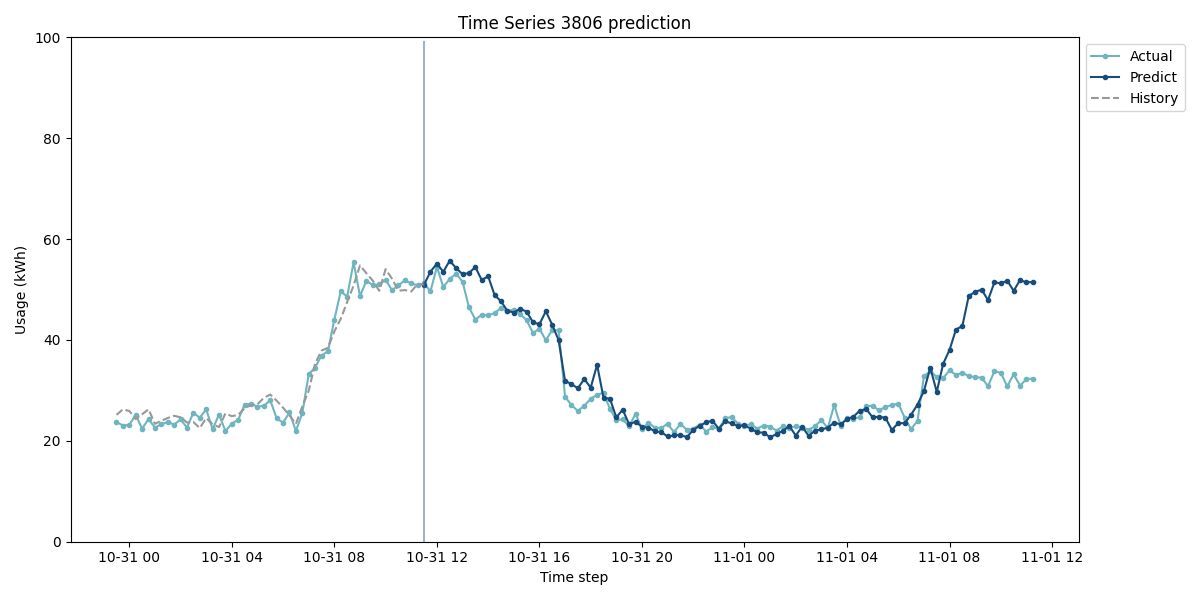 Time Series 3806 prediction
100
80
60
40
20
0
Usage (kWh)
10-31 00
10-31 04
10-31 08
10-31 12
10-31 16
10-31 20
11-01 00
11-01 04
11-01 08
11-01 12
Time step
Actual
Predict
History